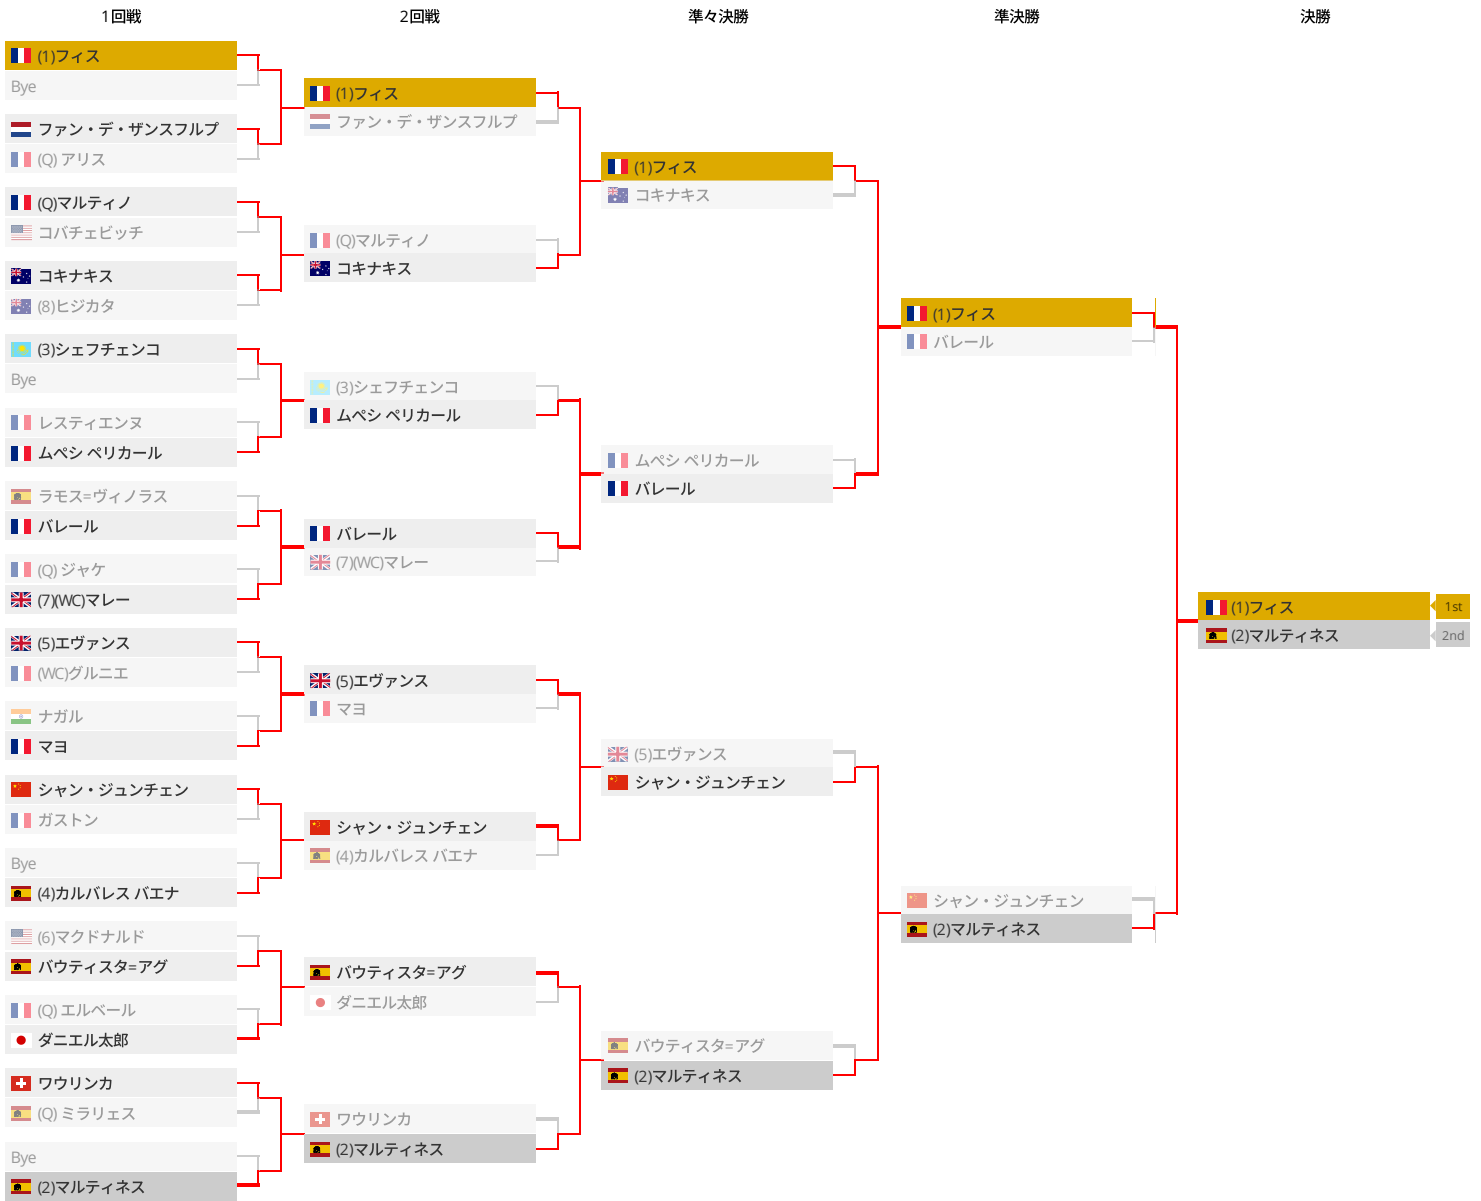 1回戦
2回戦
準々決勝
準決勝
決勝
(1)フィス
Bye
ファン・デ・ザンスフルプ
(Q) アリス
(Q)マルティノ
コバチェビッチ
コキナキス
(8)ヒジカタ
(3)シェフチェンコ
Bye
レスティエンヌ
ムペシ ペリカール
ラモス=ヴィノラス
バレール
(Q) ジャケ
(7)(WC)マレー
(5)エヴァンス
(WC)グルニエ
ナガル
マヨ
シャン・ジュンチェン
ガストン
Bye
(4)カルバレス バエナ
(6)マクドナルド
バウティスタ=アグ
(Q) エルベール
ダニエル太郎
ワウリンカ
(Q) ミラリェス
Bye
(2)マルティネス
(1)フィス
ファン・デ・ザンスフルプ
(Q)マルティノ
コキナキス
(3)シェフチェンコ
ムペシ ペリカール
バレール
(7)(WC)マレー
(5)エヴァンス
マヨ
シャン・ジュンチェン
(4)カルバレス バエナ
バウティスタ=アグ
ダニエル太郎
ワウリンカ
(2)マルティネス
(1)フィス
コキナキス
ムペシ ペリカール
バレール
(5)エヴァンス
シャン・ジュンチェン
バウティスタ=アグ
(2)マルティネス
(1)フィス
バレール
シャン・ジュンチェン
(2)マルティネス
(1)フィス
1st
(2)マルティネス
2nd